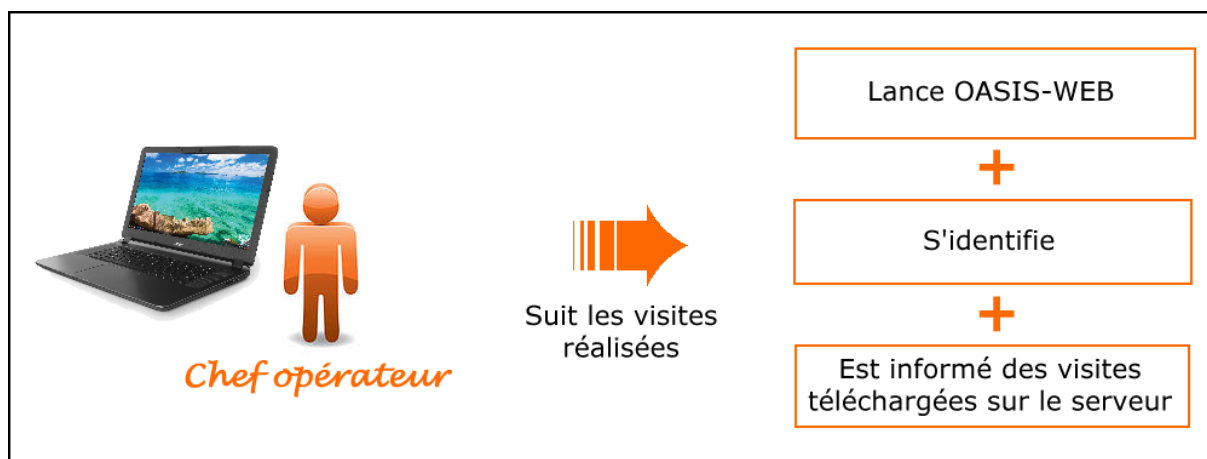 Lance OASIS-WEB
+
S'identifie
+
Est informé des visites
téléchargées sur le serveur
Suit les visites
réalisées
Chef opérateur